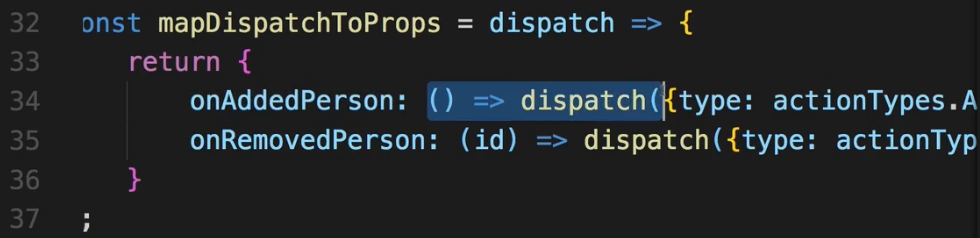 32 onst mapDispatchToProps = dispatch => {
33 return {
34 onAddedPerson: () => dispatch({type: actionTypes.A
35 onRemovedPerson: (id) => dispatch({type: actionTyp
36 }
37 ;